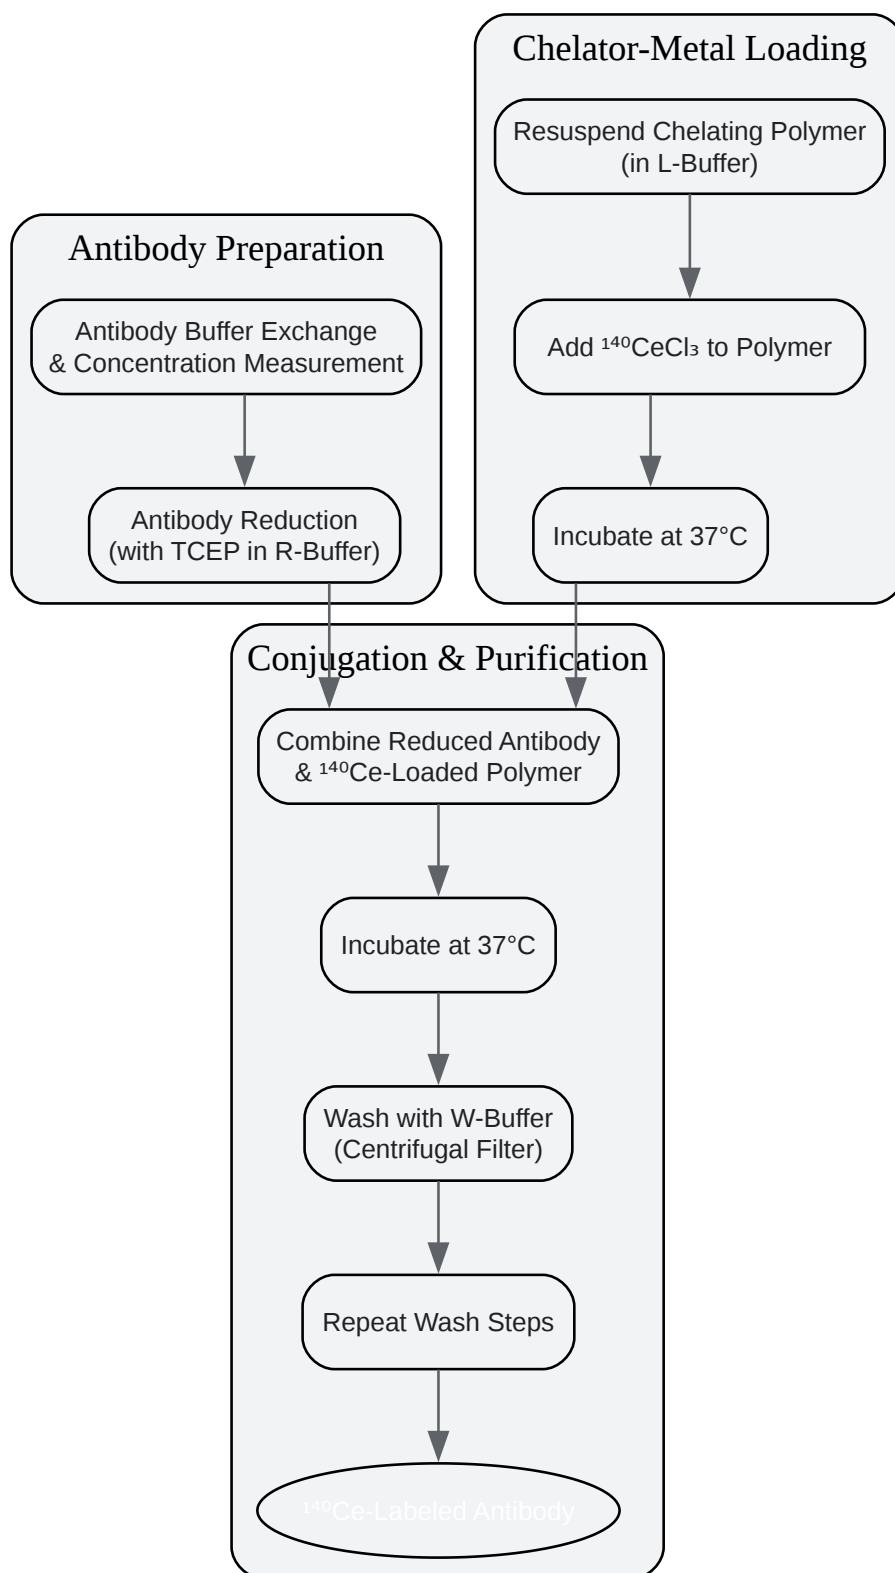 Chelator-Metal Loading
Resuspend Chelating Polymer
(in L-Buffer)
Add ¹⁴⁰CeCl₃ to Polymer
Incubate at 37°C
Antibody Preparation
Antibody Buffer Exchange
& Concentration Measurement
Antibody Reduction
(with TCEP in R-Buffer)
Conjugation & Purification
Combine Reduced Antibody
& ¹⁴⁰Ce-Loaded Polymer
Incubate at 37°C
Wash with W-Buffer
(Centrifugal Filter)
Repeat Wash Steps
¹⁴⁰Ce-Labeled Antibody